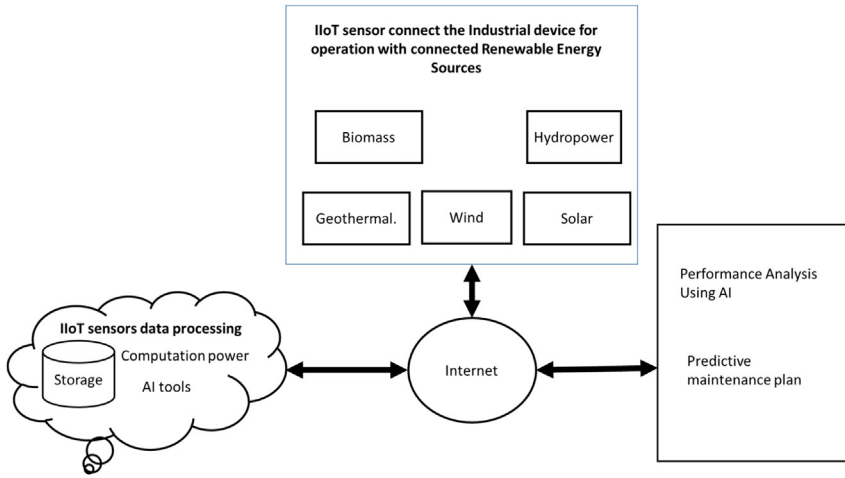 IIoT sensor connect the Industrial device for
operation with connected Renewable Energy
Sources
Biomass
Hydropower
Geothermal.
Wind
Solar
Performance Analysis
Using AI
Predictive
maintenance plan
Internet
IIoT sensors data processing
Computation power
Storage
AI tools